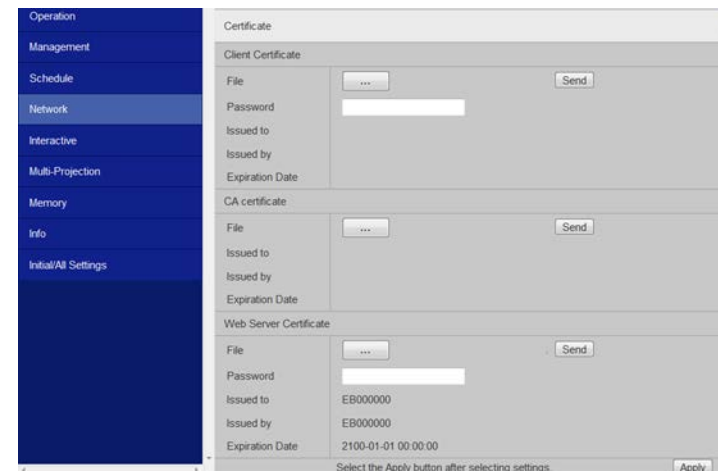 Operation
Management
Schedule
Network
Interactive
Multi-Projection
Memory
Info
Initial/All Settings
Certificate
Client Certificate
File ... Send
Password
Issued to
Issued by
Expiration Date
CA certificate
File ... Send
Issued to
Issued by
Expiration Date
Web Server Certificate
File ... Send
Password
Issued to EB000000
Issued by EB000000
Expiration Date 2100-01-01 00:00:00
Select the Apply button after selecting settings. Apply